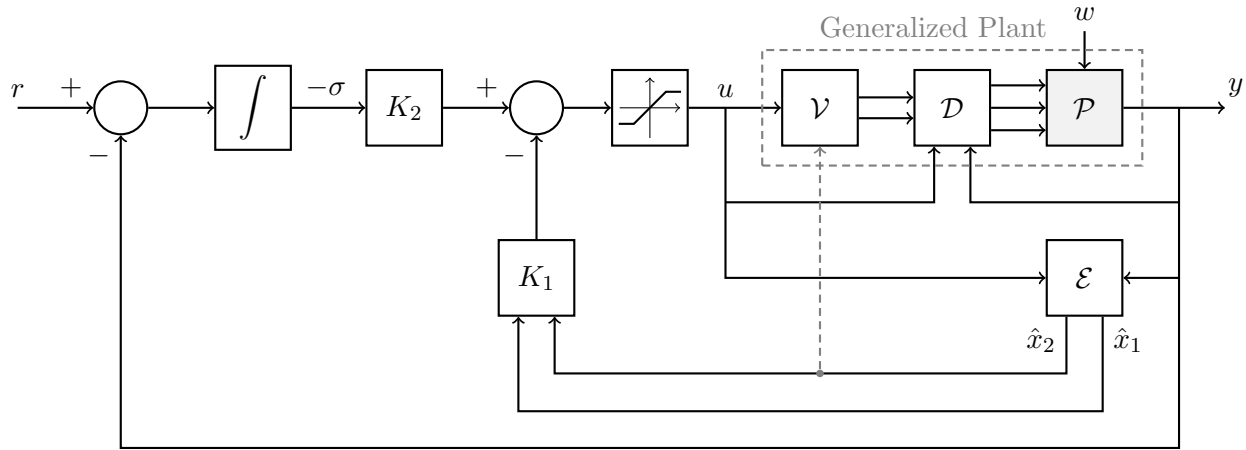 Generalized Plant
w
r
+
−
∫
−σ
K₂
+
−
u
𝒱
𝒟
𝒫
y
K₁
ℰ
x̂₂
x̂₁